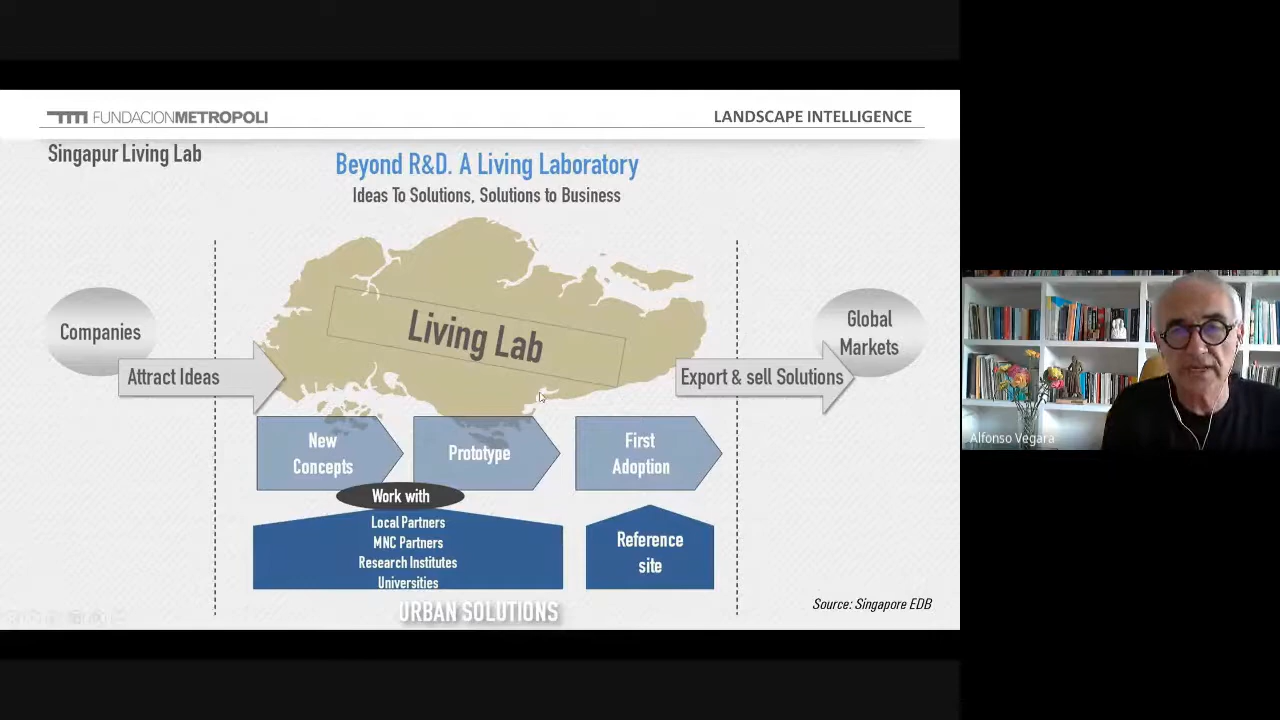 FUNDACIONMETROPOLI
LANDSCAPE INTELLIGENCE
Singapur Living Lab
Beyond R&D. A Living Laboratory
Ideas To Solutions, Solutions to Business
Companies
Attract Ideas
Living Lab
Global
Markets
Export & sell Solutions
New
Concepts
Prototype
First
Adoption
Work with
Local Partners
MNC Partners
Research Institutes
Universities
Reference
site
URBAN SOLUTIONS
Source: Singapore EDB
Alfonso Vegara